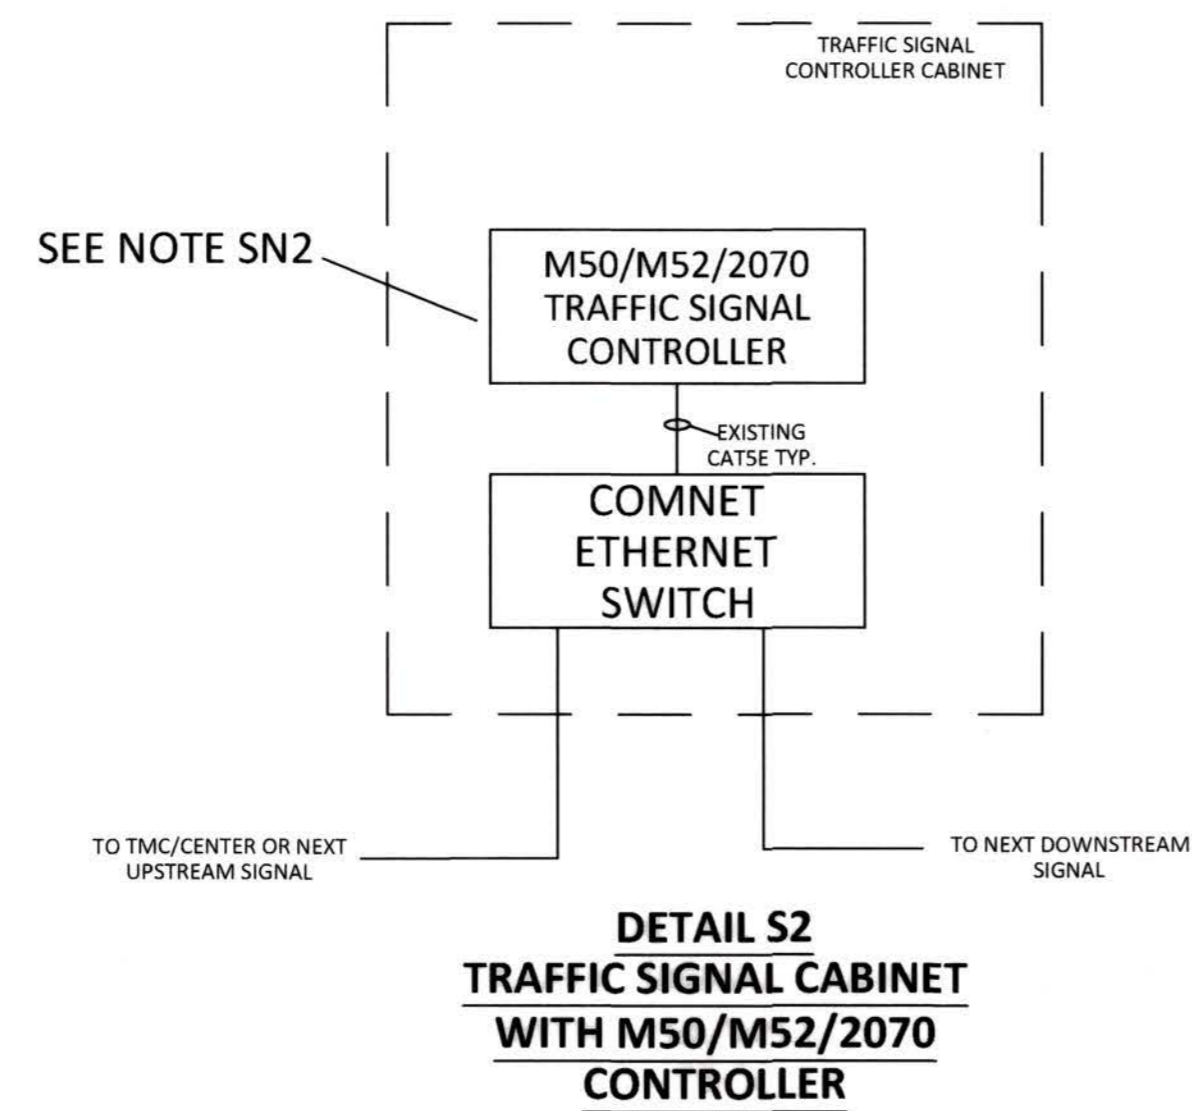 TRAFFIC SIGNAL
CONTROLLER CABINET
SEE NOTE SN2
M50/M52/2070
TRAFFIC SIGNAL
CONTROLLER
EXISTING
CAT5E TYP.
COMNET
ETHERNET
SWITCH
TO TMC/CENTER OR NEXT
UPSTREAM SIGNAL
TO NEXT DOWNSTREAM
SIGNAL
DETAIL S2
TRAFFIC SIGNAL CABINET
WITH M50/M52/2070
CONTROLLER